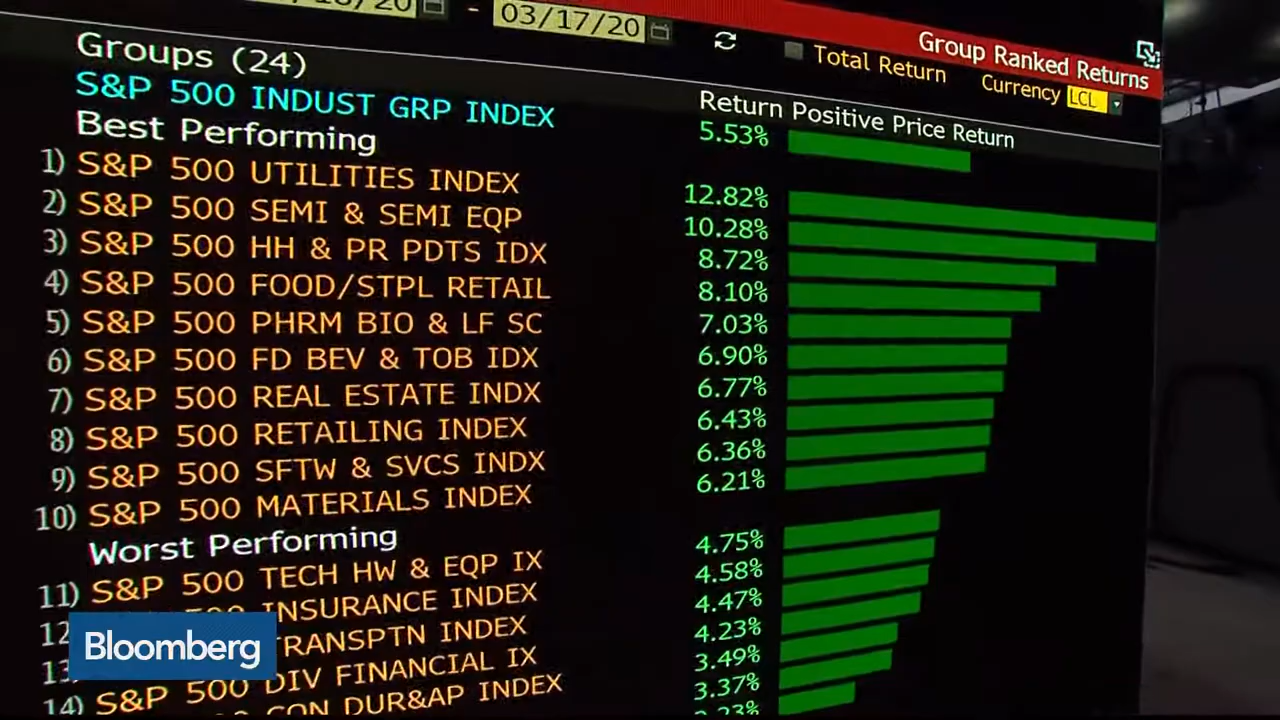 - 03/17/20
Group Ranked Returns
Total Return Currency LCL
Groups (24) Return Positive Price Return
S&P 500 INDUST GRP INDEX 5.53%
Best Performing
1) S&P 500 UTILITIES INDEX 12.82%
2) S&P 500 SEMI & SEMI EQP 10.28%
3) S&P 500 HH & PR PDTS IDX 8.72%
4) S&P 500 FOOD/STPL RETAIL 8.10%
5) S&P 500 PHRM BIO & LF SC 7.03%
6) S&P 500 FD BEV & TOB IDX 6.90%
7) S&P 500 REAL ESTATE INDX 6.77%
8) S&P 500 RETAILING INDEX 6.43%
9) S&P 500 SFTW & SVCS INDX 6.36%
10) S&P 500 MATERIALS INDEX 6.21%
Worst Performing
11) S&P 500 TECH HW & EQP IX 4.75%
12 INSURANCE INDEX 4.58%
13 TRANSPTN INDEX 4.47%
14) S&P 500 DIV FINANCIAL IX 4.23%
CON DUR&AP INDEX 3.49%
3.37%
Bloomberg